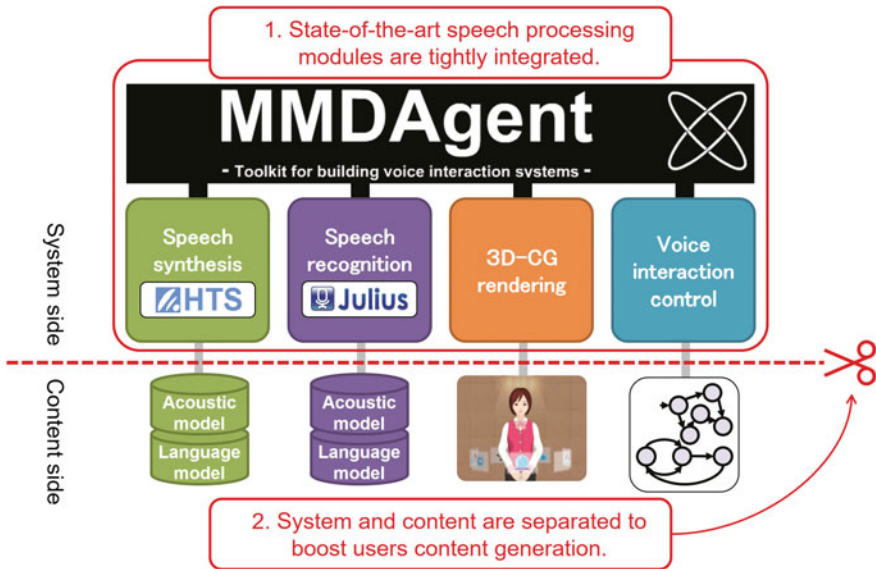 1. State-of-the-art speech processing
modules are tightly integrated.
MMDAgent
- Toolkit for building voice interaction systems -
System side
Speech
synthesis
HTS
Speech
recognition
Julius
3D-CG
rendering
Voice
interaction
control
Content side
Acoustic
model
Language
model
Acoustic
model
Language
model
2. System and content are separated to
boost users content generation.